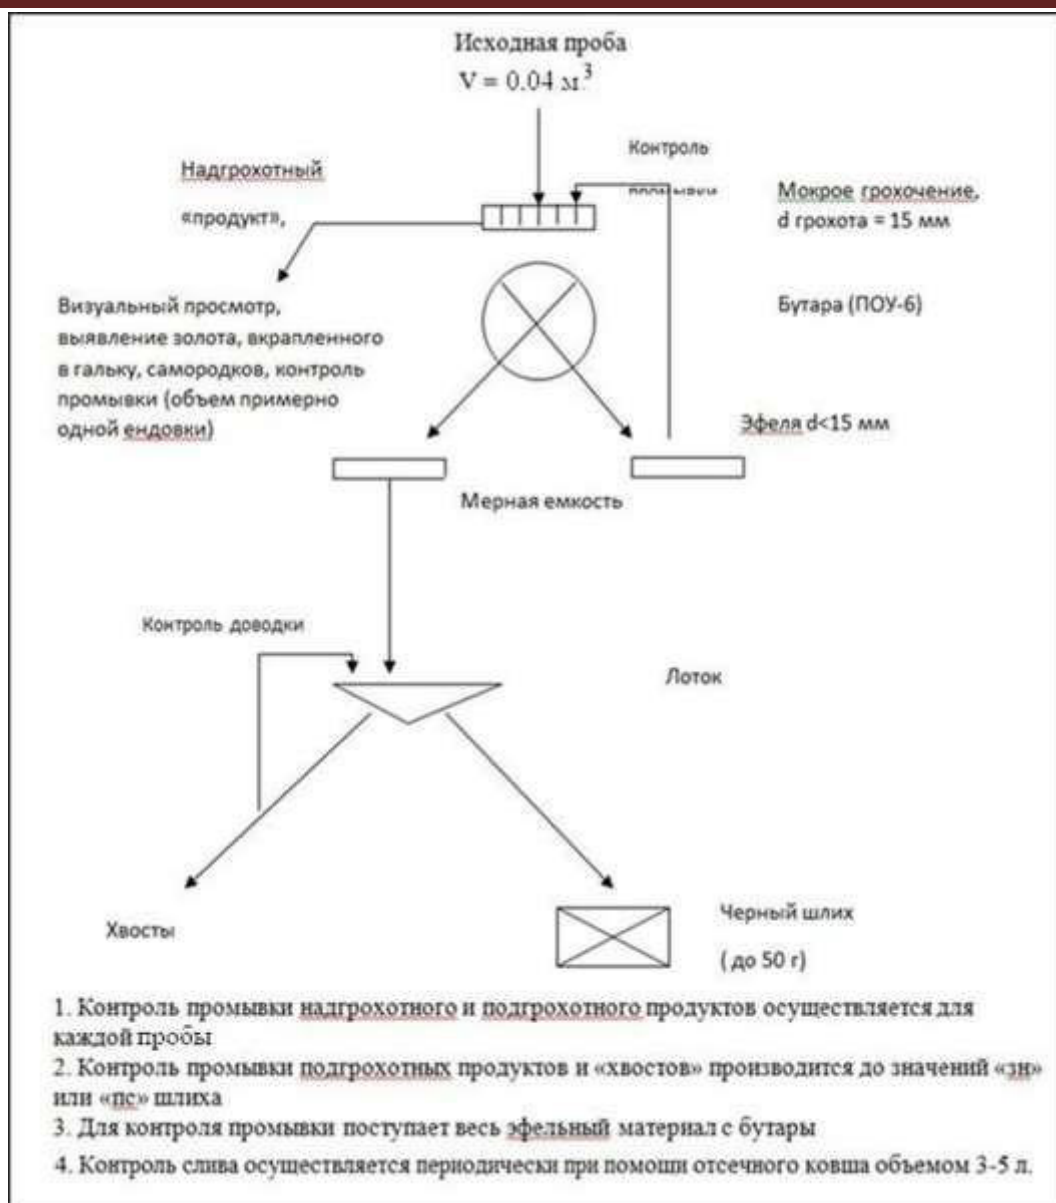 Исходная проба
V = 0.04 м.³
Контроль
промывки
Надгрохотный
«продукт»,
Мокрое грохочение,
d грохота = 15 мм
Визуальный просмотр,
выявление золота, вкрапленного
в гальку, самородков, контроль
промывки (объем примерно
одной ендовки)
Бутара (ПОУ-6)
Эфеля d<15 мм
Мерная емкость
Контроль доводки
Лоток
Хвосты
Черный шлих
( до 50 г)
1. Контроль промывки надгрохотного и подгрохотного продуктов осуществляется для
каждой пробы
2. Контроль промывки подгрохотных продуктов и «хвостов» производится до значений «зн»
или «пс» шлиха
3. Для контроля промывки поступает весь эфельный материал с бутары
4. Контроль слива осуществляется периодически при помощи отсечного ковша объемом 3-5 л.